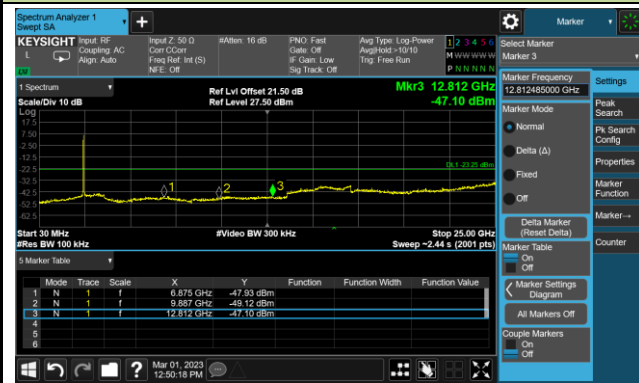 Spectrum Analyzer 1
Swept SA
Marker
KEYSIGHT
L
LXI
Input: RF
Coupling: AC
Align: Auto
Input Z: 50 Ω
Corr CCorr
Freq Ref: Int (S)
NFE: Off
#Atten: 16 dB
PNO: Fast
Gate: Off
IF Gain: Low
Sig Track: Off
Avg Type: Log-Power
Avg|Hold:>10/10
Trig: Free Run
1 2 3 4 5 6
M W W W W W
P N N N N N
Select Marker
Marker 3
1 Spectrum
Scale/Div 10 dB
Ref Lvl Offset 21.50 dB
Ref Level 27.50 dBm
Mkr3 12.812 GHz
-47.10 dBm
Log
17.5
7.50
-2.50
-12.5
-22.5
-32.5
-42.5
-52.5
-62.5
DL1 -23.25 dBm
1
2
3
Start 30 MHz
#Res BW 100 kHz
#Video BW 300 kHz
Stop 25.00 GHz
Sweep ~2.44 s (2001 pts)
5 Marker Table
Mode Trace Scale X Y Function Function Width Function Value
1 N 1 f 6.875 GHz -47.93 dBm
2 N 1 f 9.887 GHz -49.12 dBm
3 N 1 f 12.812 GHz -47.10 dBm
4
5
6
Marker Frequency
12.812485000 GHz
Marker Mode
Normal
Delta (Δ)
Fixed
Off
Delta Marker
(Reset Delta)
Marker Table
On
Off
Marker Settings
Diagram
All Markers Off
Couple Markers
On
Off
Settings
Peak
Search
Pk Search
Config
Properties
Marker
Function
Marker→
Counter
?
Mar 01, 2023
12:50:18 PM